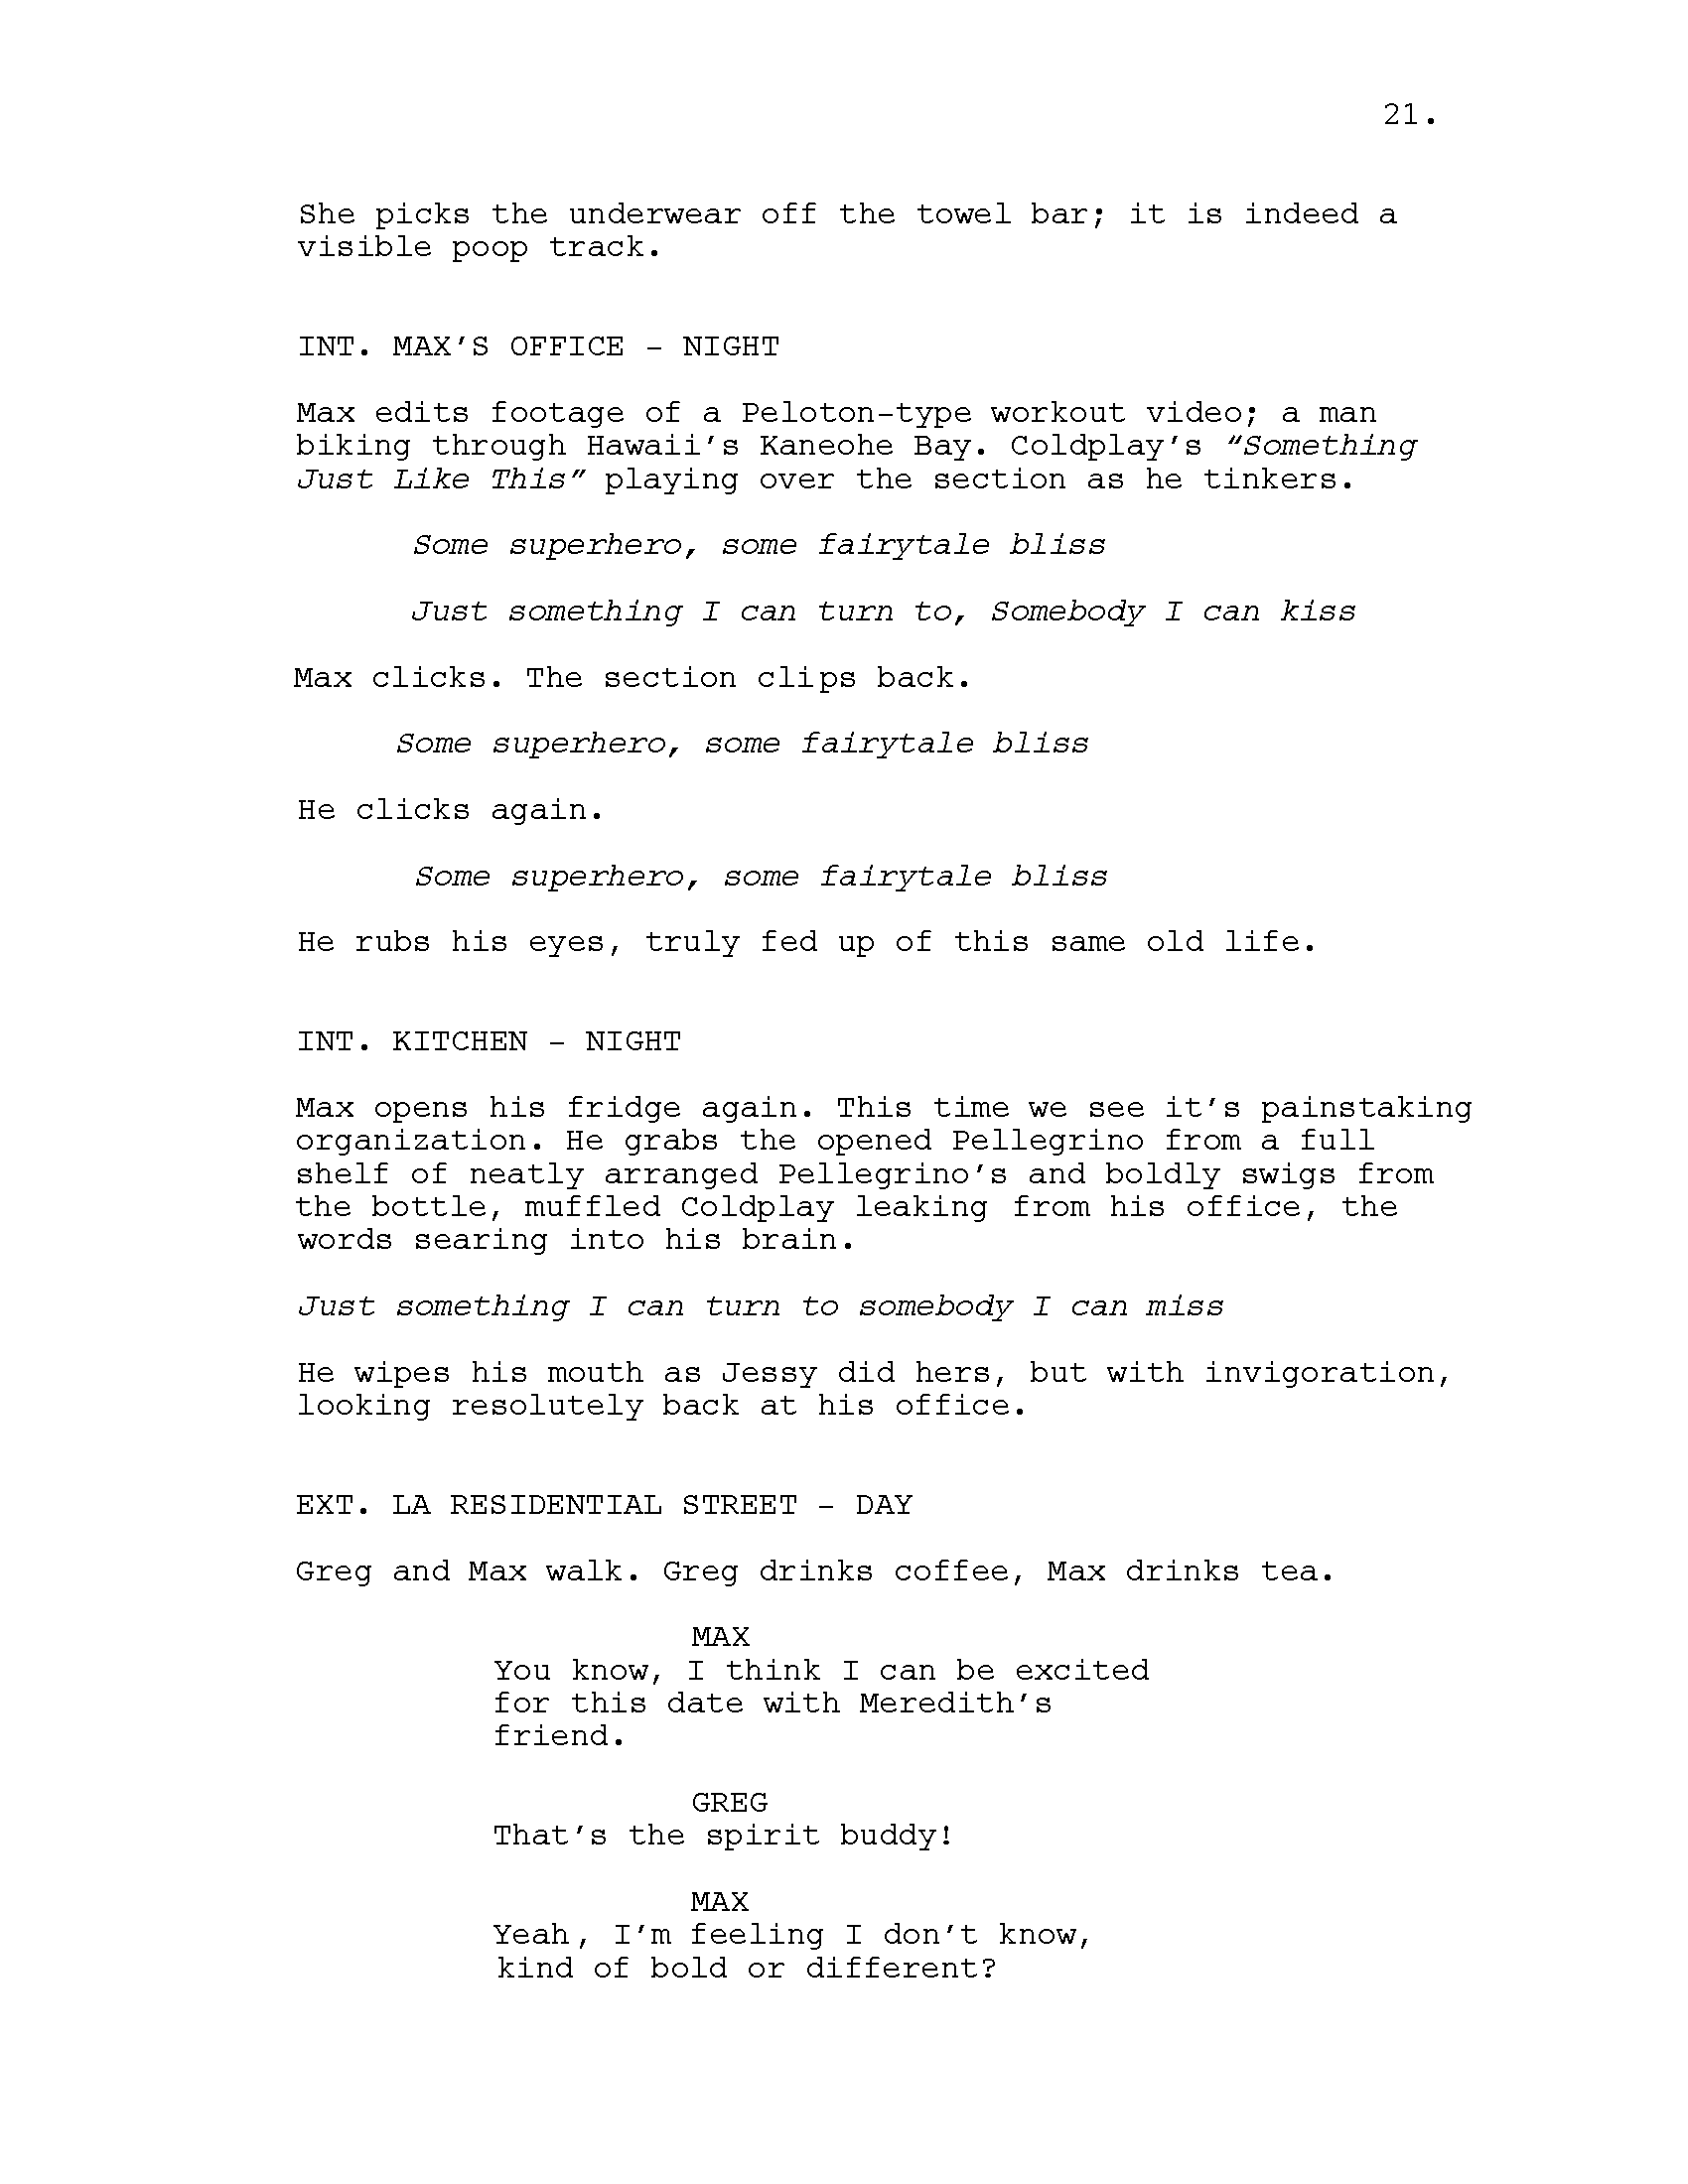 21.
She picks the underwear off the towel bar; it is indeed a
visible poop track.
INT. MAX’S OFFICE - NIGHT
Max edits footage of a Peloton-type workout video; a man
biking through Hawaii’s Kaneohe Bay. Coldplay’s “Something
Just Like This” playing over the section as he tinkers.
Some superhero, some fairytale bliss
Just something I can turn to, Somebody I can kiss
Max clicks. The section clips back.
Some superhero, some fairytale bliss
He clicks again.
Some superhero, some fairytale bliss
He rubs his eyes, truly fed up of this same old life.
INT. KITCHEN - NIGHT
Max opens his fridge again. This time we see it’s painstaking
organization. He grabs the opened Pellegrino from a full
shelf of neatly arranged Pellegrino’s and boldly swigs from
the bottle, muffled Coldplay leaking from his office, the
words searing into his brain.
Just something I can turn to somebody I can miss
He wipes his mouth as Jessy did hers, but with invigoration,
looking resolutely back at his office.
EXT. LA RESIDENTIAL STREET - DAY
Greg and Max walk. Greg drinks coffee, Max drinks tea.
MAX
You know, I think I can be excited
for this date with Meredith’s
friend.
GREG
That’s the spirit buddy!
MAX
Yeah, I’m feeling I don’t know,
kind of bold or different?